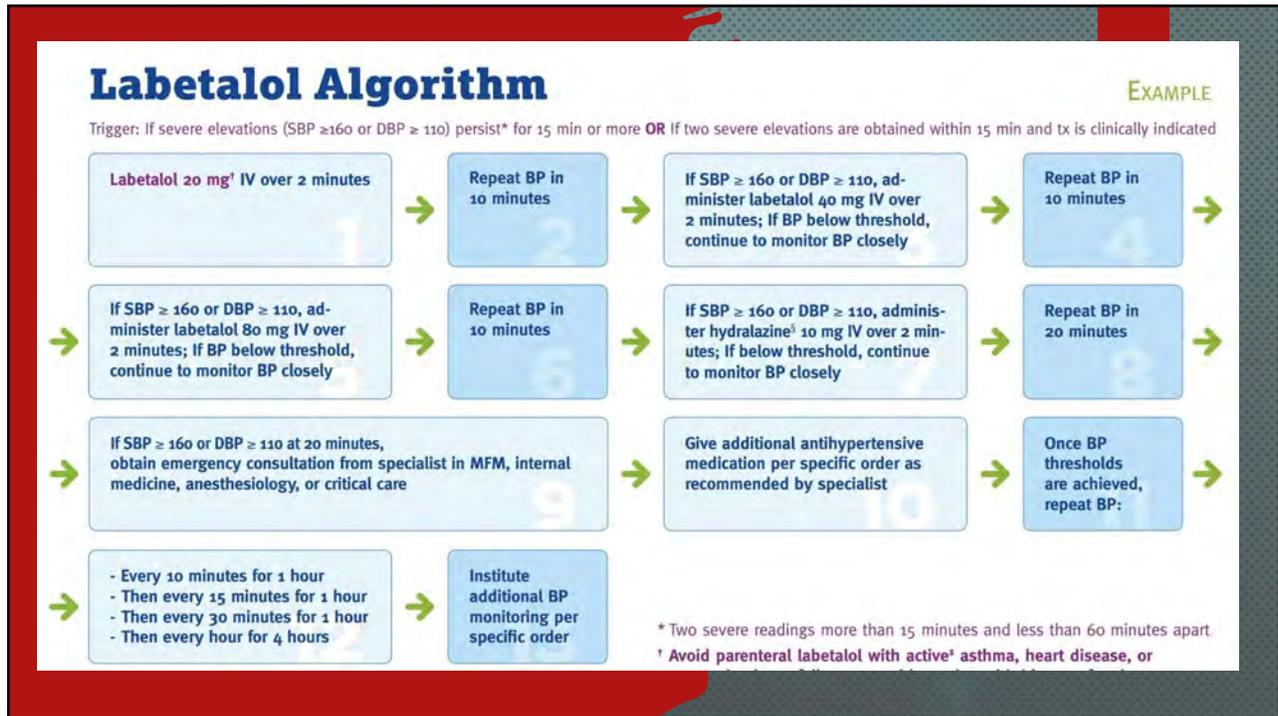 Labetalol Algorithm
EXAMPLE
Trigger: If severe elevations (SBP ≥160 or DBP ≥ 110) persist* for 15 min or more OR If two severe elevations are obtained within 15 min and tx is clinically indicated
Labetalol 20 mg† IV over 2 minutes
1
Repeat BP in
10 minutes
2
If SBP ≥ 160 or DBP ≥ 110, ad-
minister labetalol 40 mg IV over
2 minutes; If BP below threshold,
continue to monitor BP closely
3
Repeat BP in
10 minutes
4
If SBP ≥ 160 or DBP ≥ 110, ad-
minister labetalol 80 mg IV over
2 minutes; If BP below threshold,
continue to monitor BP closely
5
Repeat BP in
10 minutes
6
If SBP ≥ 160 or DBP ≥ 110, adminis-
ter hydralazine§ 10 mg IV over 2 min-
utes; If below threshold, continue
to monitor BP closely
7
Repeat BP in
20 minutes
8
If SBP ≥ 160 or DBP ≥ 110 at 20 minutes,
obtain emergency consultation from specialist in MFM, internal
medicine, anesthesiology, or critical care
9
Give additional antihypertensive
medication per specific order as
recommended by specialist
10
Once BP
thresholds
are achieved,
repeat BP:
11
- Every 10 minutes for 1 hour
- Then every 15 minutes for 1 hour
- Then every 30 minutes for 1 hour
- Then every hour for 4 hours
12
Institute
additional BP
monitoring per
specific order
13
* Two severe readings more than 15 minutes and less than 60 minutes apart
† Avoid parenteral labetalol with active‡ asthma, heart disease, or